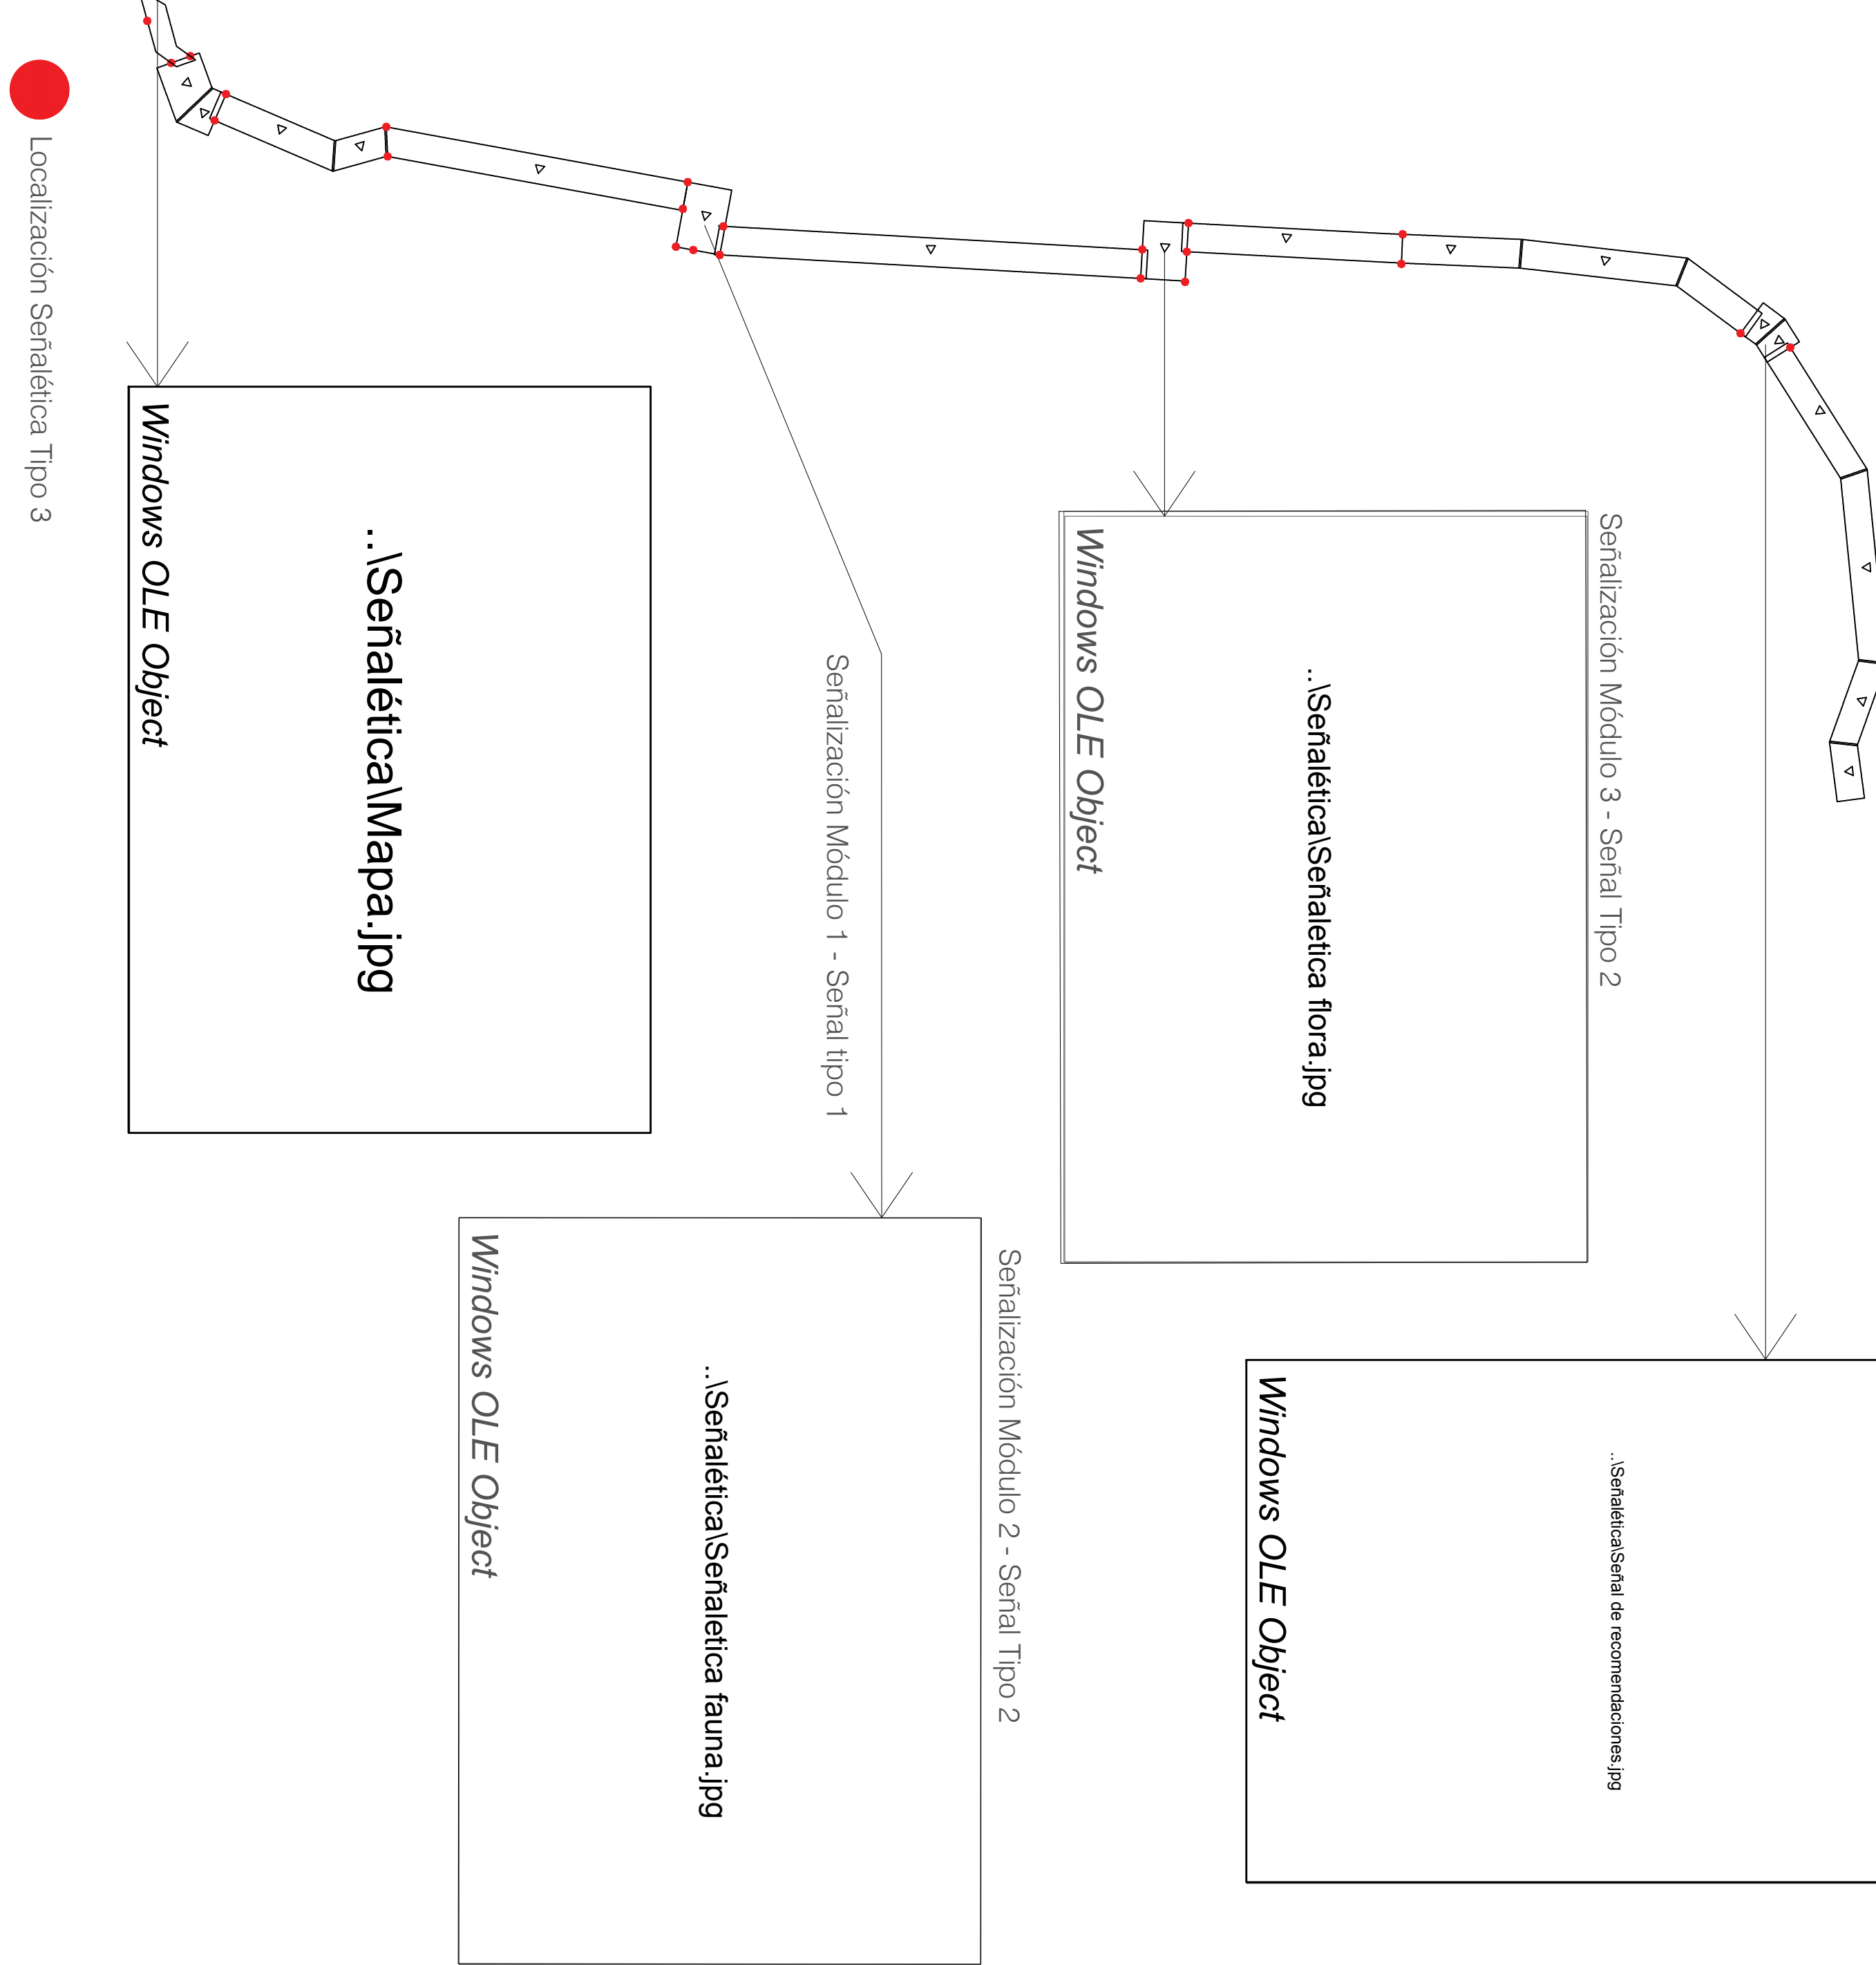 Señalización Módulo 3 - Señal Tipo 2
..\Señalética\Señal de recomendaciones.jpg
Windows OLE Object
..\Señalética\Señaletica flora.jpg
Windows OLE Object
Señalización Módulo 2 - Señal Tipo 2
..\Señalética\Señaletica fauna.jpg
Windows OLE Object
Señalización Módulo 1 - Señal tipo 1
..\Señalética\Mapa.jpg
Windows OLE Object
Localización Señalética Tipo 3